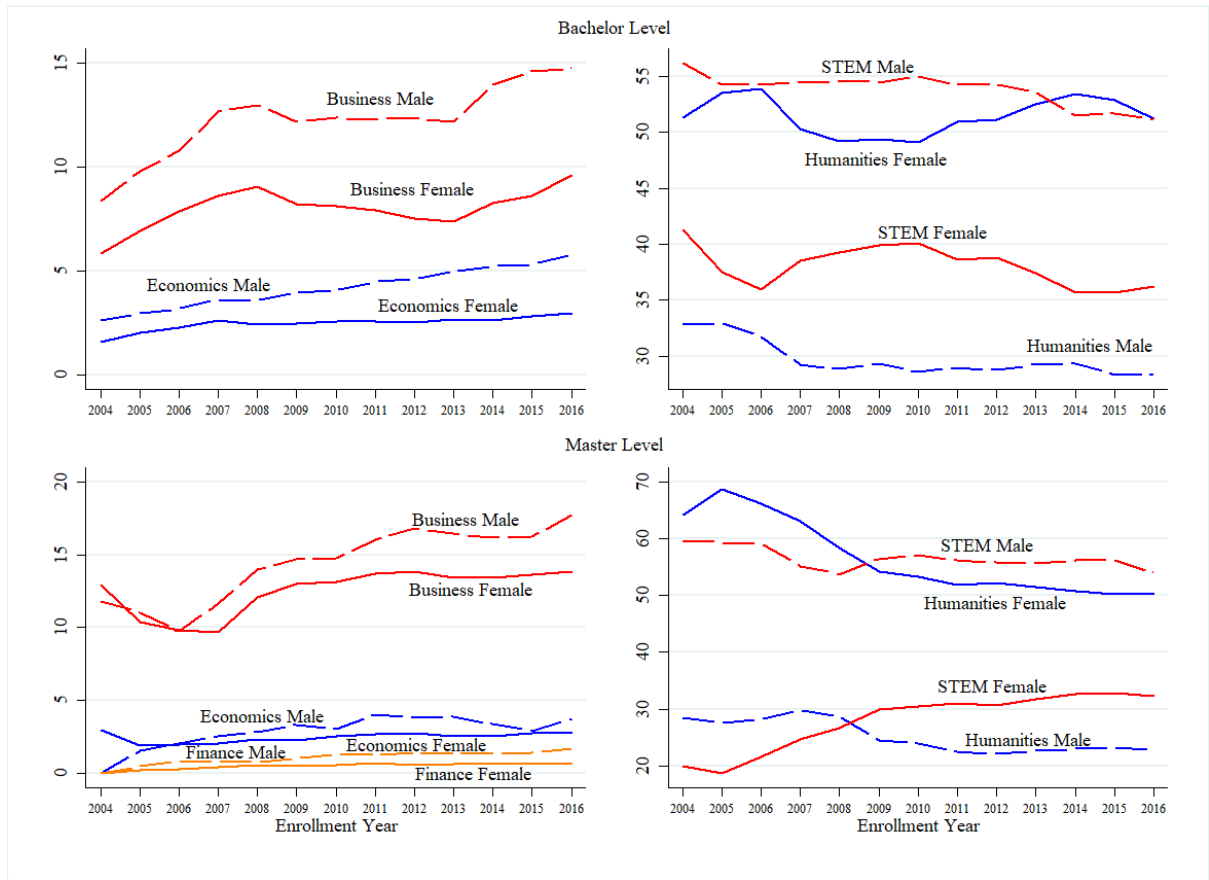 Bachelor Level
15
10
5
0
Business Male
Business Female
Economics Male
Economics Female
2004 2005 2006 2007 2008 2009 2010 2011 2012 2013 2014 2015 2016
55
50
45
40
35
30
STEM Male
Humanities Female
STEM Female
Humanities Male
2004 2005 2006 2007 2008 2009 2010 2011 2012 2013 2014 2015 2016
Master Level
20
15
10
5
0
Business Male
Business Female
Economics Male
Economics Female
Finance Male
Finance Female
2004 2005 2006 2007 2008 2009 2010 2011 2012 2013 2014 2015 2016
Enrollment Year
70
60
50
40
30
20
STEM Male
Humanities Female
STEM Female
Humanities Male
2004 2005 2006 2007 2008 2009 2010 2011 2012 2013 2014 2015 2016
Enrollment Year